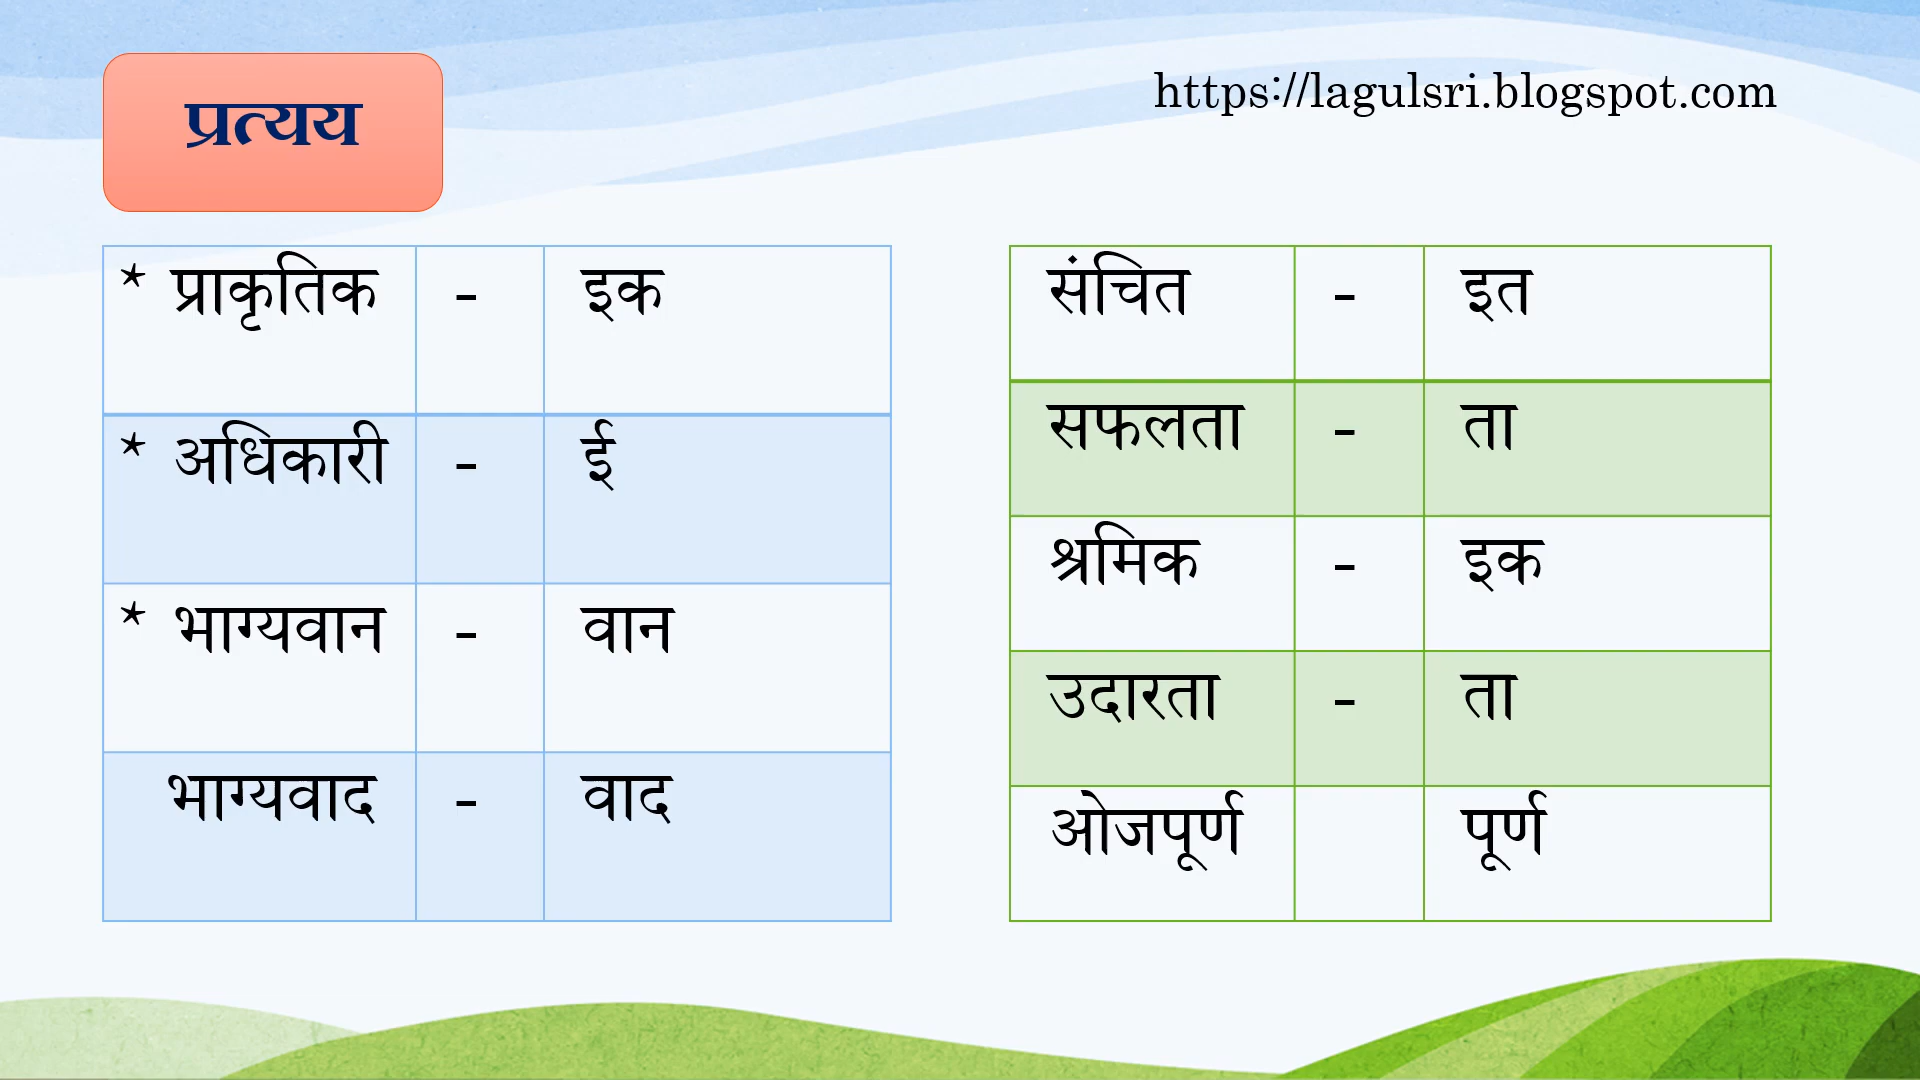 प्रत्यय
https://lagulsri.blogspot.com
* प्राकृतिक - इक
* अधिकारी - ई
* भाग्यवान - वान
भाग्यवाद - वाद
संचित - इत
सफलता - ता
श्रमिक - इक
उदारता - ता
ओजपूर्ण पूर्ण